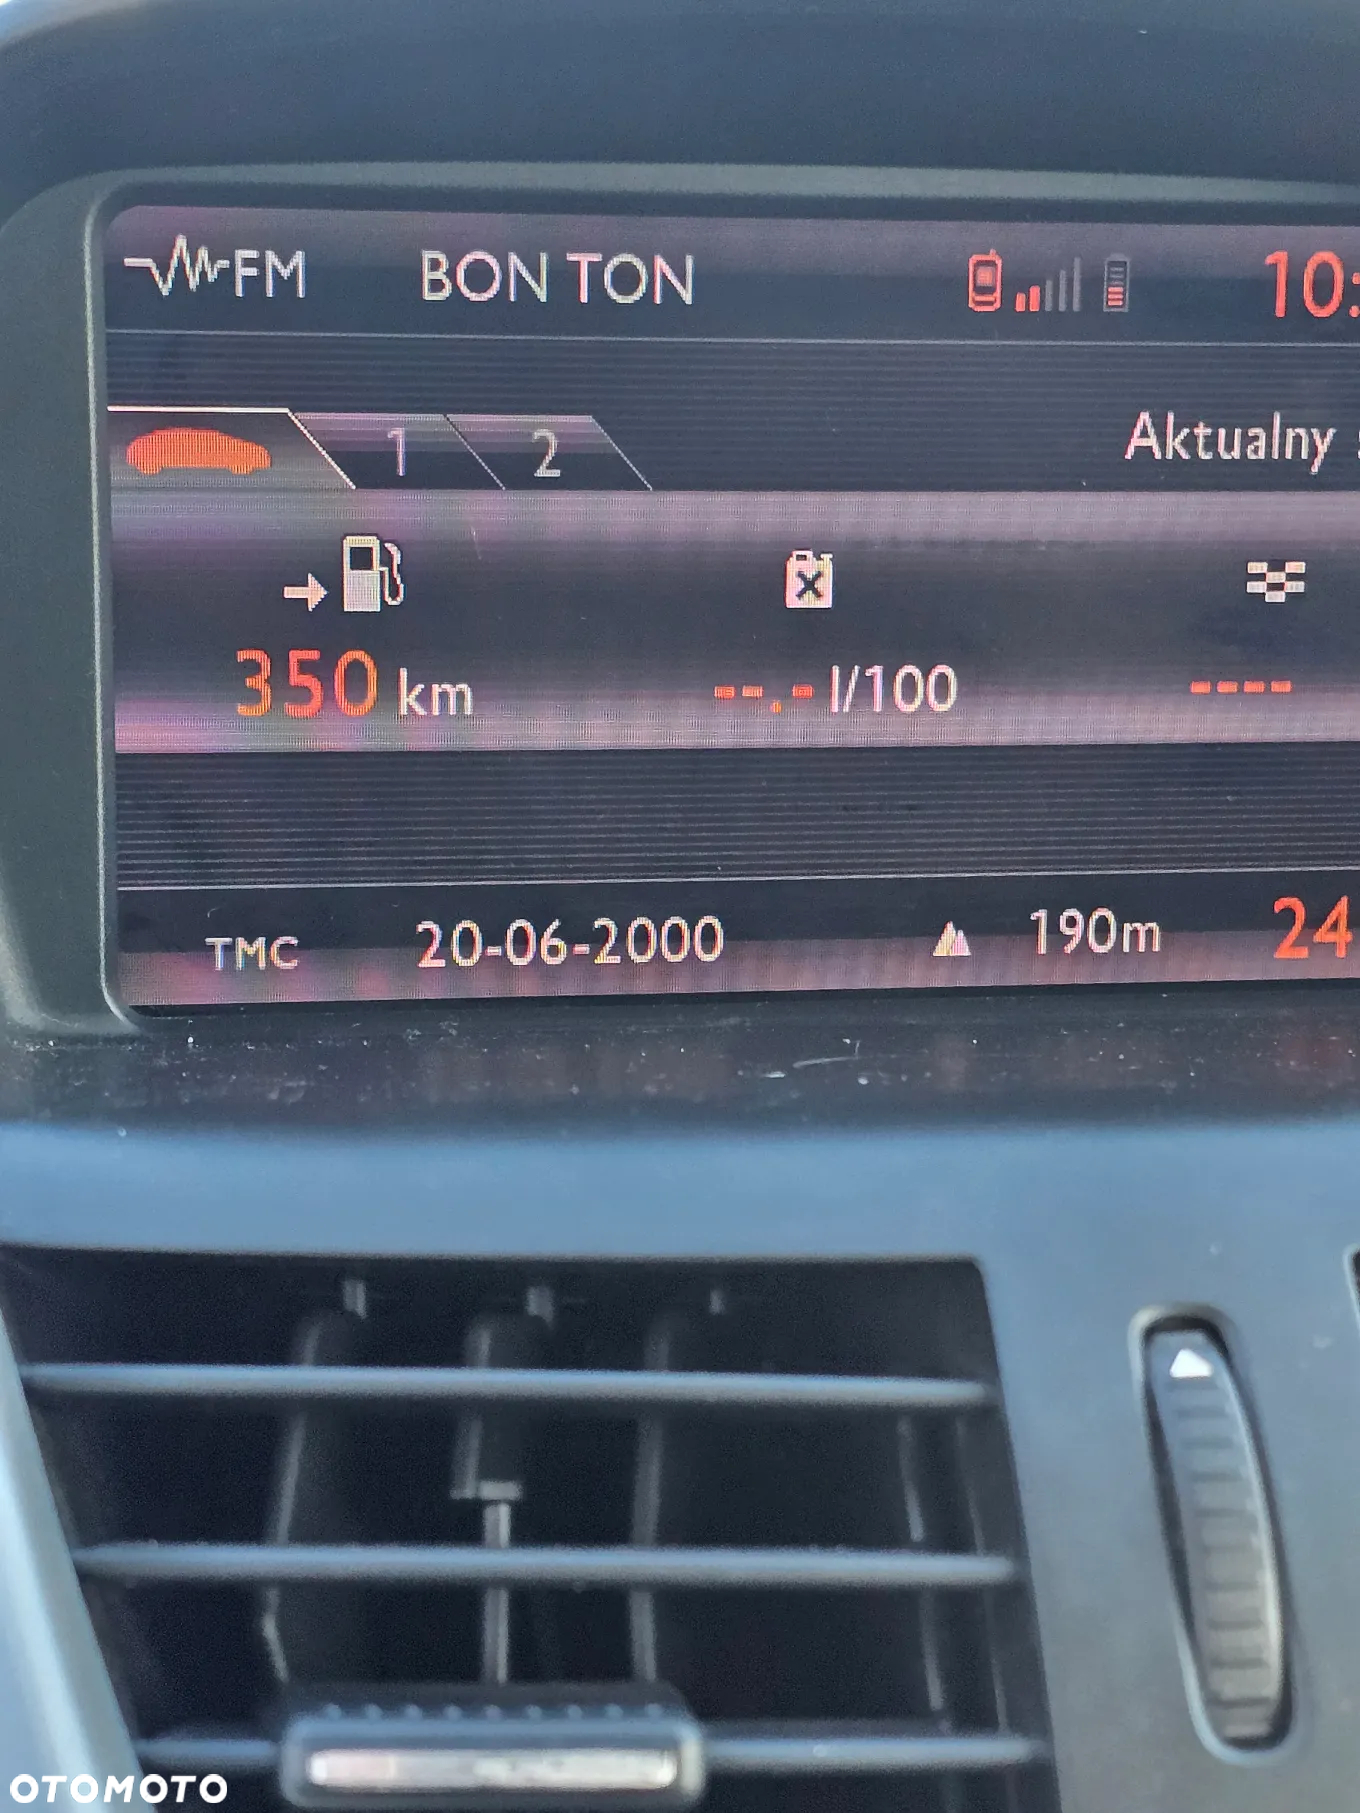 FM BON TON 10:
1 2 Aktualny
350 km --.- l/100 ----
TMC 20-06-2000 190m 24
OTOMOTO